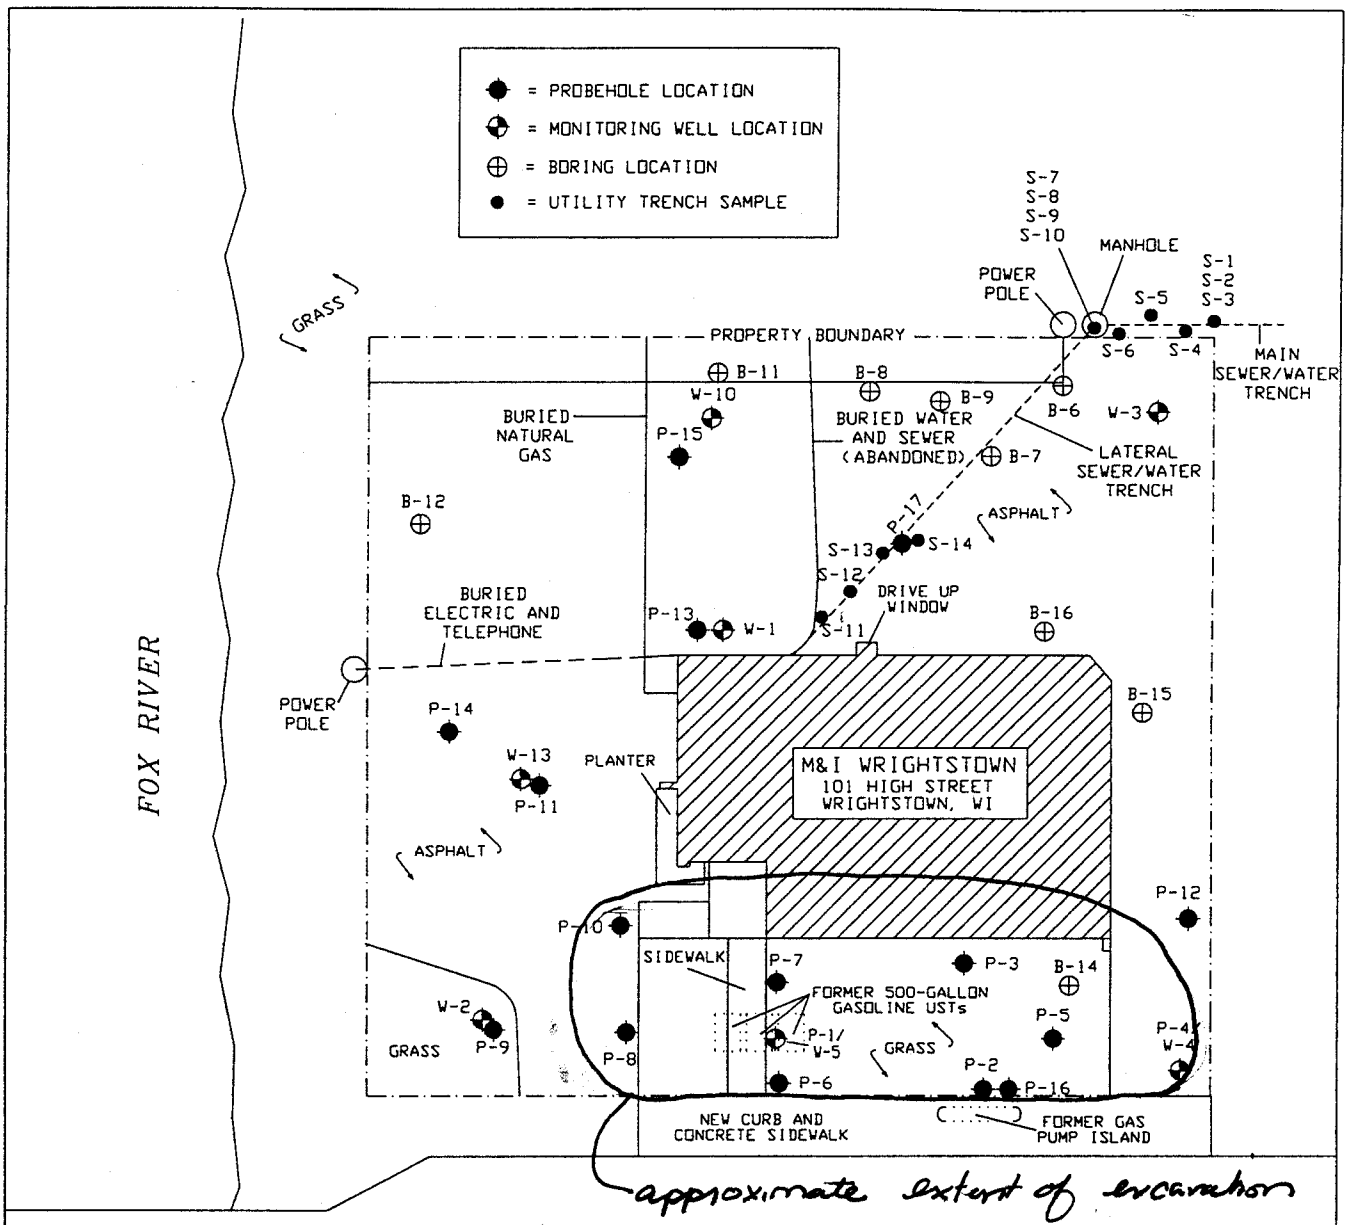 = PROBEHOLE LOCATION
= MONITORING WELL LOCATION
= BORING LOCATION
= UTILITY TRENCH SAMPLE
S-7
S-8
S-9
S-10
MANHOLE
S-1
S-2
S-3
POWER
POLE
S-5
GRASS
PROPERTY BOUNDARY
S-6
S-4
MAIN
SEWER/WATER
TRENCH
B-11
B-8
W-10
B-9
B-6
W-3
BURIED
NATURAL
GAS
P-15
BURIED WATER
AND SEWER
(ABANDONED)
B-7
LATERAL
SEWER/WATER
TRENCH
B-12
P-17
ASPHALT
S-13
S-14
S-12
BURIED
ELECTRIC AND
TELEPHONE
DRIVE UP
WINDOW
P-13
W-1
S-11
B-16
FOX RIVER
POWER
POLE
P-14
B-15
W-13
P-11
PLANTER
M&I WRIGHTSTOWN
101 HIGH STREET
WRIGHTSTOWN, WI
ASPHALT
P-10
P-12
SIDEWALK
P-7
P-3
B-14
FORMER 500-GALLON
GASOLINE USTs
W-2
P-9
GRASS
P-8
P-1/
W-5
P-5
P-4/
W-4
GRASS
P-6
P-2
P-16
NEW CURB AND
CONCRETE SIDEWALK
FORMER GAS
PUMP ISLAND
approximate extent of excavation